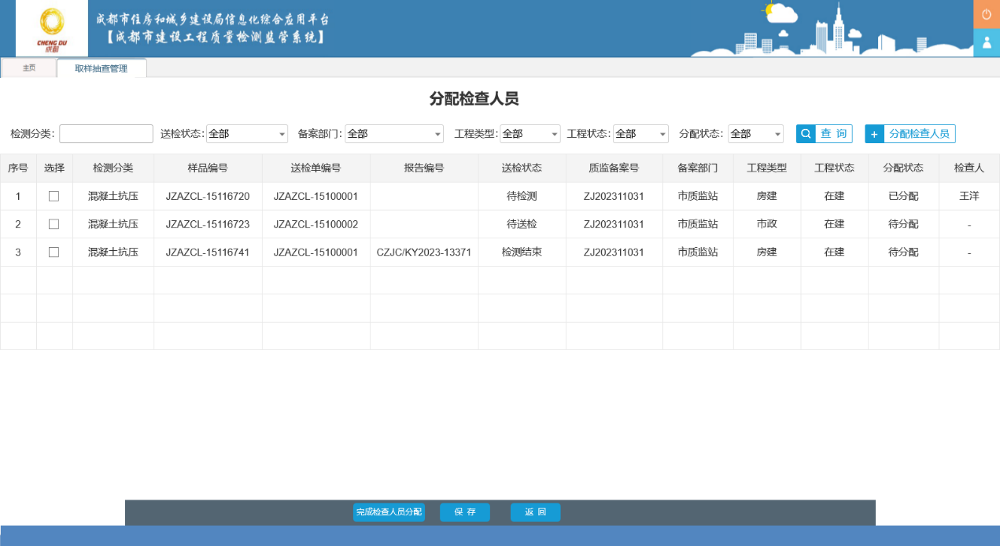 成都市住房和城乡建设局信息化综合应用平台
【成都市建设工程质量检测监管系统】
CHENG DU
成都
主页 取样抽查管理
分配检查人员
检测分类： 送检状态： 全部 备案部门： 全部 工程类型： 全部 工程状态： 全部 分配状态： 全部 查 询 + 分配检查人员
序号 选择 检测分类 样品编号 送检单编号 报告编号 送检状态 质监备案号 备案部门 工程类型 工程状态 分配状态 检查人
1 混凝土抗压 JZAZCL-15116720 JZAZCL-15100001 待检测 ZJ202311031 市质监站 房建 在建 已分配 王洋
2 混凝土抗压 JZAZCL-15116723 JZAZCL-15100002 待送检 ZJ202311031 市质监站 市政 在建 待分配 -
3 混凝土抗压 JZAZCL-15116741 JZAZCL-15100001 CZJC/KY2023-13371 检测结束 ZJ202311031 市质监站 房建 在建 待分配 -
完成检查人员分配 保 存 返 回